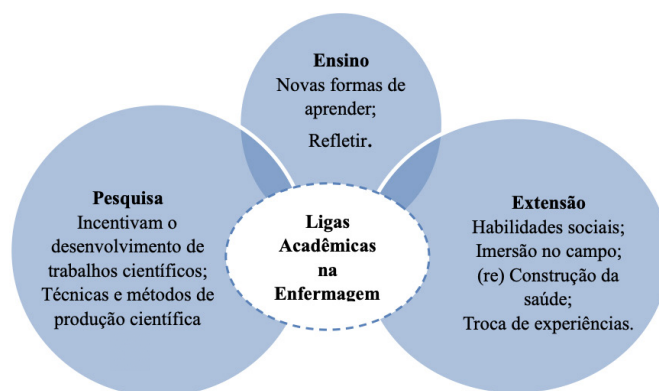 Ensino
Novas formas de
aprender;
Refletir.
Pesquisa
Incentivam o
desenvolvimento de
trabalhos científicos;
Técnicas e métodos de
produção científica
Ligas
Acadêmicas
na
Enfermagem
Extensão
Habilidades sociais;
Imersão no campo;
(re) Construção da
saúde;
Troca de experiências.